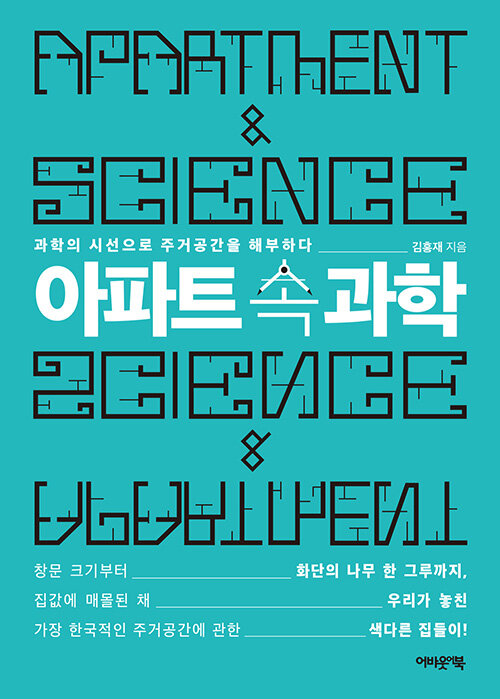 APARTMENT
&
SCIENCE
과학의 시선으로 주거공간을 해부하다 김홍재 지음
아파트 속 과학
SCIENCE
&
APARTMENT
창문 크기부터 화단의 나무 한 그루까지,
집값에 매몰된 채 우리가 놓친
가장 한국적인 주거공간에 관한 색다른 집들이!
어바웃어북